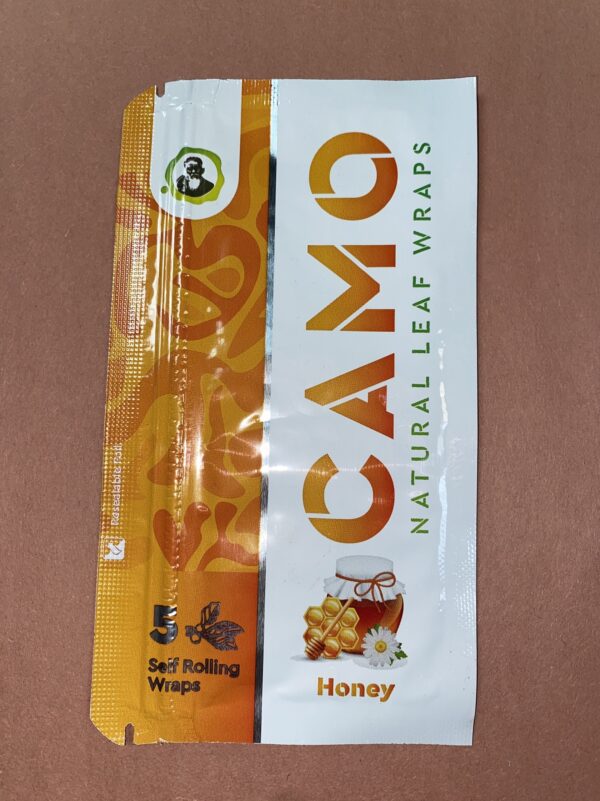 CAMO
NATURAL LEAF WRAPS
Resealable Foil
5
Self Rolling
Wraps
Honey